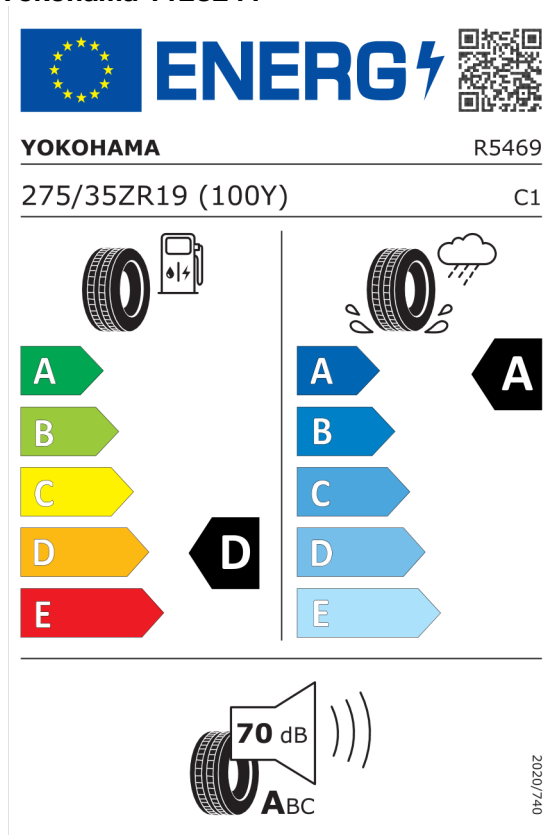 ENERG
YOKOHAMA R5469
275/35ZR19 (100Y) C1
A A A
B B
C C
D D D
E E
70 dB
ABC
2020/740